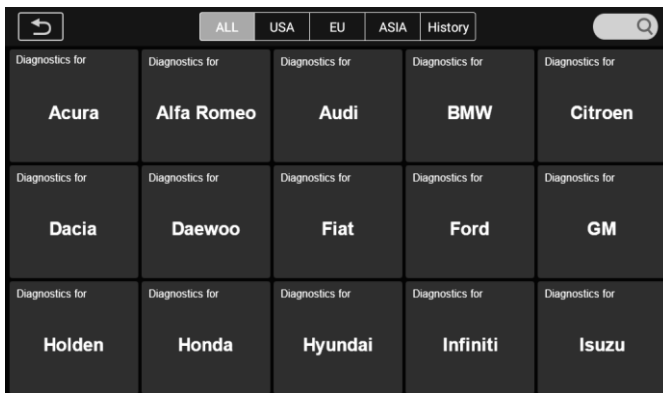 ALL USA EU ASIA History
Diagnostics for Diagnostics for Diagnostics for Diagnostics for Diagnostics for
Acura Alfa Romeo Audi BMW Citroen
Diagnostics for Diagnostics for Diagnostics for Diagnostics for Diagnostics for
Dacia Daewoo Fiat Ford GM
Diagnostics for Diagnostics for Diagnostics for Diagnostics for Diagnostics for
Holden Honda Hyundai Infiniti Isuzu